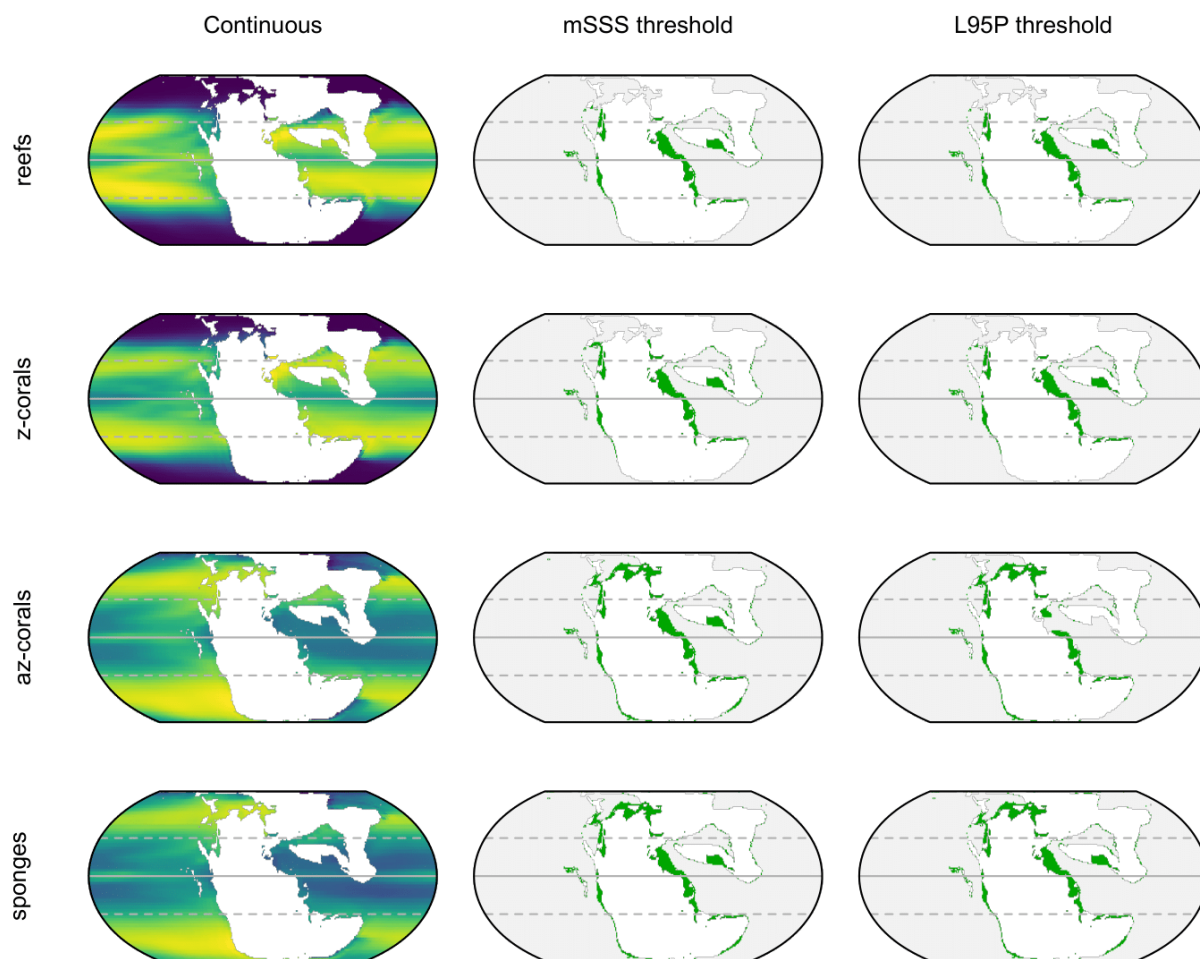 Continuous
mSSS threshold
L95P threshold
reefs
z-corals
az-corals
sponges